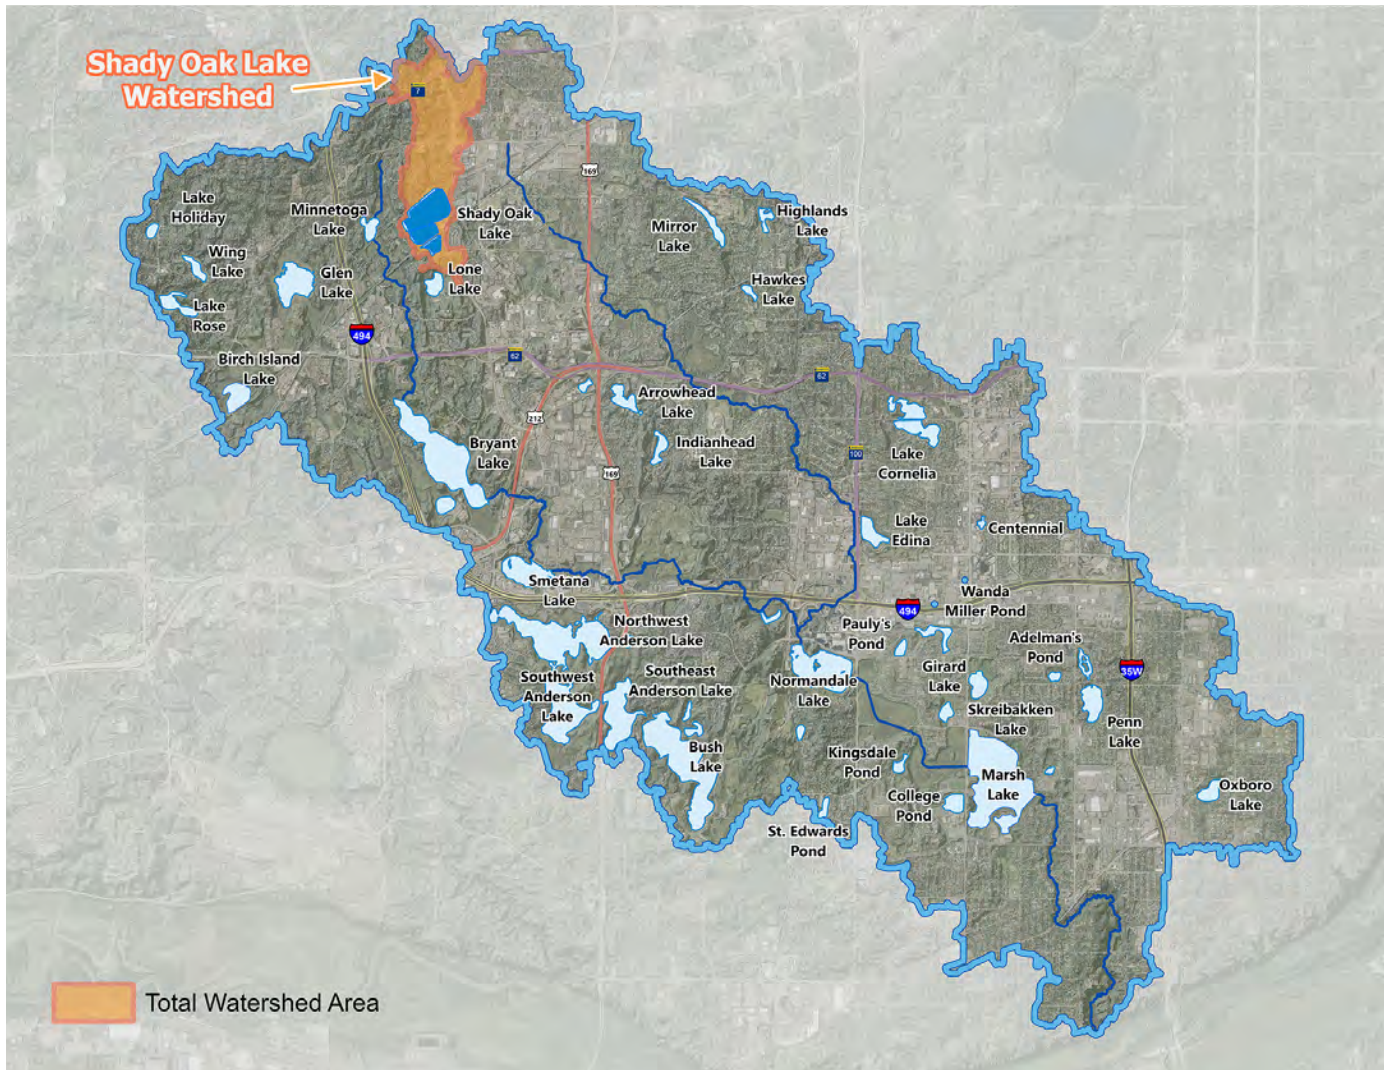 Shady Oak Lake
Watershed
7
169
Lake
Holiday
Minnetoga
Lake
Shady Oak
Lake
Mirror
Lake
Highlands
Lake
Wing
Lake
Glen
Lake
Lone
Lake
Hawkes
Lake
Lake
Rose
494
Birch Island
Lake
62
62
212
Arrowhead
Lake
Bryant
Lake
169
Indianhead
Lake
100
Lake
Cornelia
Lake
Edina
Centennial
Smetana
Lake
Wanda
Miller Pond
494
Northwest
Anderson Lake
Pauly's
Pond
Adelman's
Pond
35W
Southwest
Anderson
Lake
Southeast
Anderson Lake
Normandale
Lake
Girard
Lake
Skreibakken
Lake
Penn
Lake
Bush
Lake
Kingsdale
Pond
Marsh
Lake
College
Pond
Oxboro
Lake
St. Edwards
Pond
Total Watershed Area